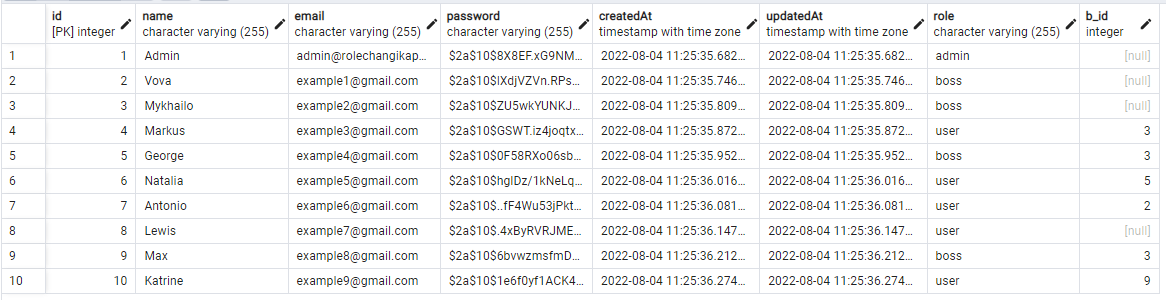 id name email password createdAt updatedAt role b_id
[PK] integer character varying (255) character varying (255) character varying (255) timestamp with time zone timestamp with time zone character varying (255) integer
1 1 Admin admin@rolechangikap... $2a$10$8X8EF.xG9NM... 2022-08-04 11:25:35.682... 2022-08-04 11:25:35.682... admin [null]
2 2 Vova example1@gmail.com $2a$10$IXdjVZVn.RPs... 2022-08-04 11:25:35.746... 2022-08-04 11:25:35.746... boss [null]
3 3 Mykhailo example2@gmail.com $2a$10$ZU5wkYUNKJ... 2022-08-04 11:25:35.809... 2022-08-04 11:25:35.809... boss [null]
4 4 Markus example3@gmail.com $2a$10$GSWT.iz4joqtx... 2022-08-04 11:25:35.872... 2022-08-04 11:25:35.872... user 3
5 5 George example4@gmail.com $2a$10$0F58RXo06sb... 2022-08-04 11:25:35.952... 2022-08-04 11:25:35.952... boss 3
6 6 Natalia example5@gmail.com $2a$10$hglDz/1kNeLq... 2022-08-04 11:25:36.016... 2022-08-04 11:25:36.016... user 5
7 7 Antonio example6@gmail.com $2a$10$..fF4Wu53jPkt... 2022-08-04 11:25:36.081... 2022-08-04 11:25:36.081... user 2
8 8 Lewis example7@gmail.com $2a$10$.4xByRVRJME... 2022-08-04 11:25:36.147... 2022-08-04 11:25:36.147... user [null]
9 9 Max example8@gmail.com $2a$10$6bvwzmsfmD... 2022-08-04 11:25:36.212... 2022-08-04 11:25:36.212... boss 3
10 10 Katrine example9@gmail.com $2a$10$1e6f0yf1ACK4... 2022-08-04 11:25:36.274... 2022-08-04 11:25:36.274... user 9